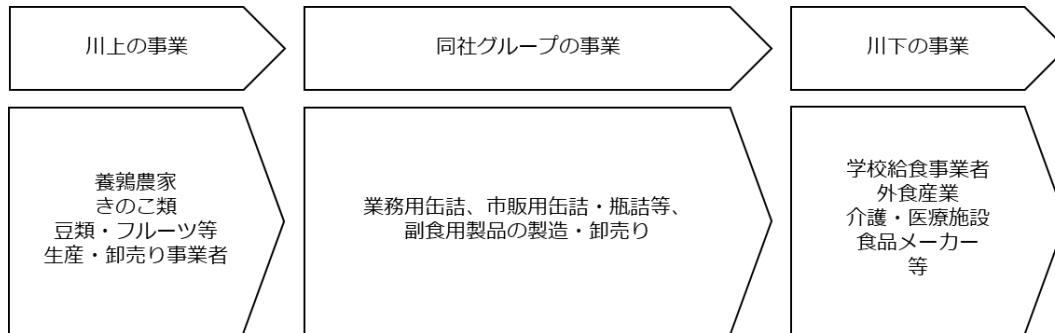 川上の事業
同社グループの事業
川下の事業
養鶉農家
きのこ類
豆類・フルーツ等
生産・卸売り事業者
業務用缶詰、市販用缶詰・瓶詰等、
副食用製品の製造・卸売り
学校給食事業者
外食産業
介護・医療施設
食品メーカー
等